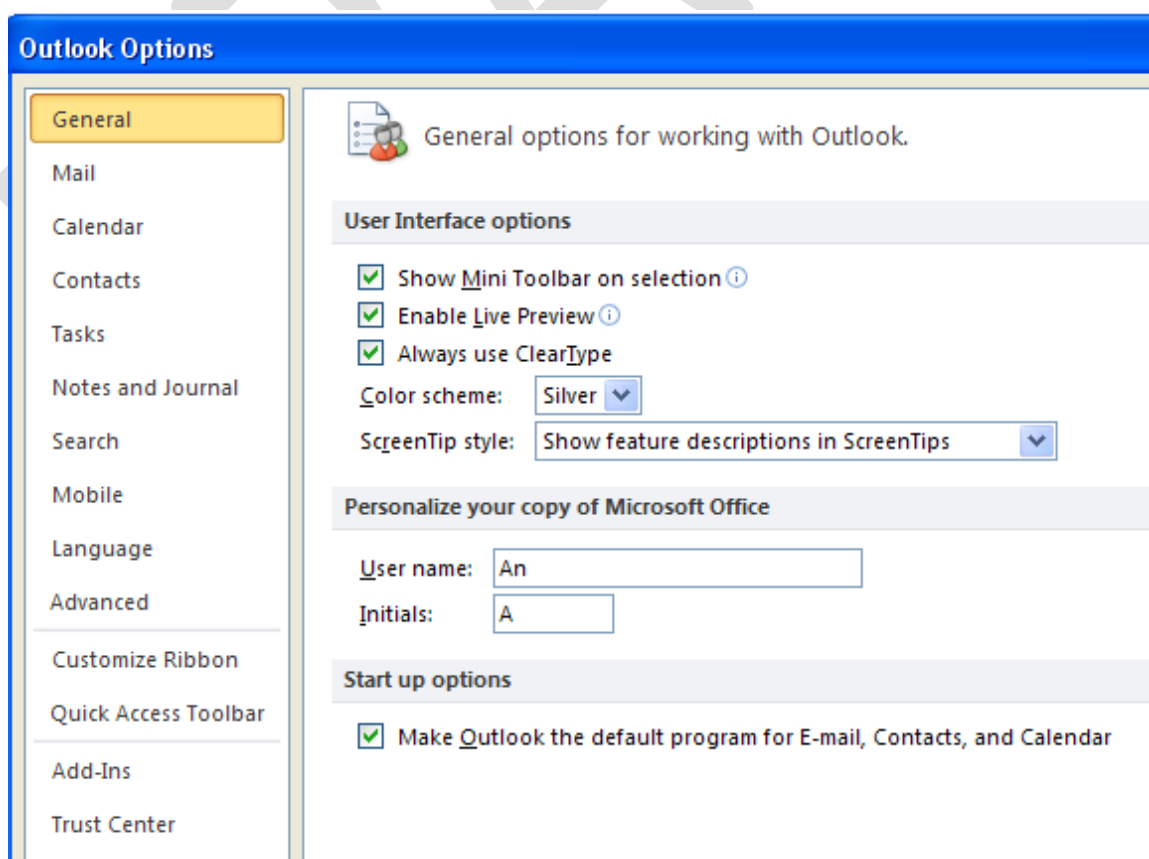 Outlook Options
General
Mail
Calendar
Contacts
Tasks
Notes and Journal
Search
Mobile
Language
Advanced
Customize Ribbon
Quick Access Toolbar
Add-Ins
Trust Center
General options for working with Outlook.
User Interface options
Show Mini Toolbar on selection
Enable Live Preview
Always use ClearType
Color scheme: Silver
ScreenTip style: Show feature descriptions in ScreenTips
Personalize your copy of Microsoft Office
User name: An
Initials: A
Start up options
Make Outlook the default program for E-mail, Contacts, and Calendar